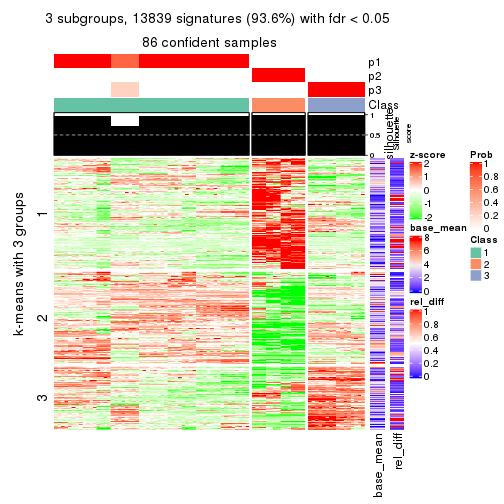 3 subgroups, 13839 signatures (93.6%) with fdr < 0.05
86 confident samples
p1
p2
p3
Class
1
0.5
0
silhouette
Silhouette
score
k-means with 3 groups
1
2
3
base_mean
rel_diff
z-score
2
1
0
-1
-2
base_mean
8
6
4
2
0
rel_diff
1
0.8
0.6
0.4
0.2
0
Prob
1
0.8
0.6
0.4
0.2
0
Class
1
2
3